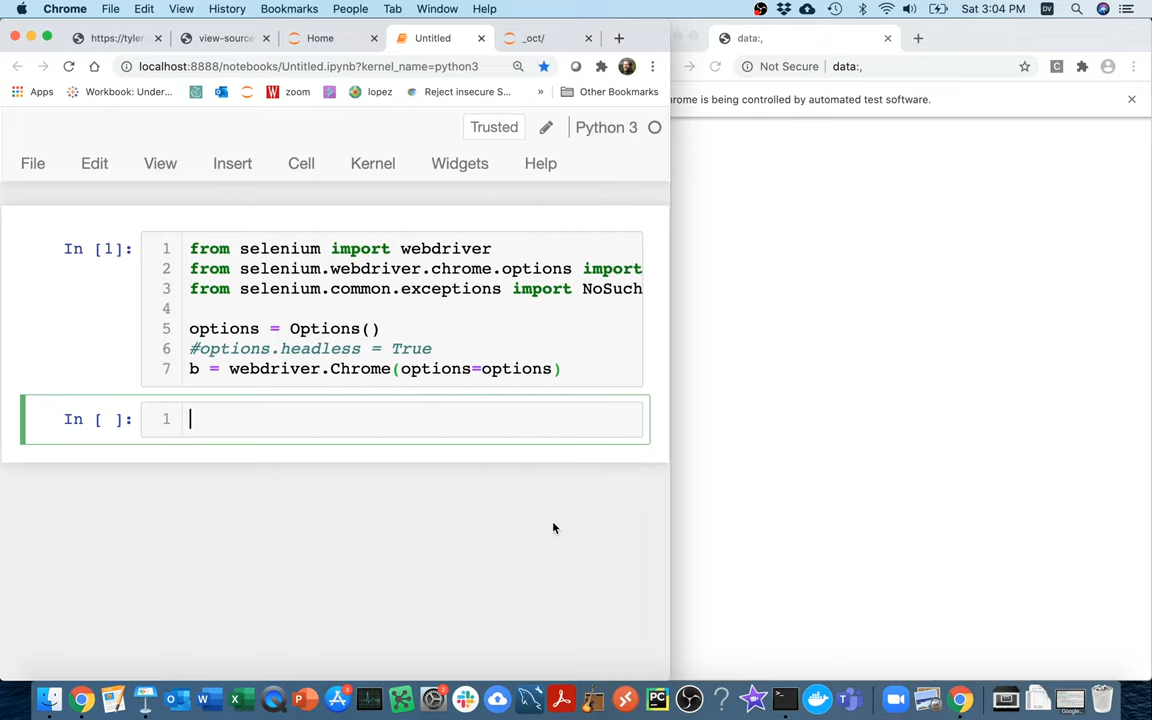 Chrome File Edit View History Bookmarks People Tab Window Help Sat 3:04 PM DV
https://tyler view-source Home Untitled _oct/ data:,
localhost:8888/notebooks/Untitled.ipynb?kernel_name=python3 Not Secure data:,
Apps Workbook: Under... zoom lopez Reject insecure S... » Other Bookmarks
rome is being controlled by automated test software.
Trusted Python 3
File Edit View Insert Cell Kernel Widgets Help
In [1]: 1 from selenium import webdriver
2 from selenium.webdriver.chrome.options import
3 from selenium.common.exceptions import NoSuch
4
5 options = Options()
6 #options.headless = True
7 b = webdriver.Chrome(options=options)
In [ ]: 1